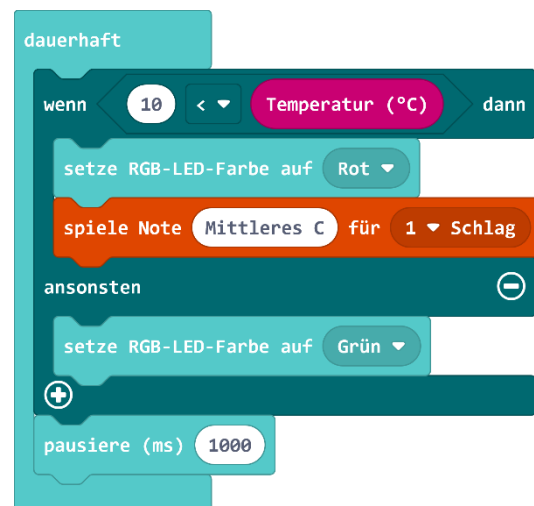 dauerhaft
wenn 10 < Temperatur (°C) dann
setze RGB-LED-Farbe auf Rot
spiele Note Mittleres C für 1 Schlag
ansonsten
setze RGB-LED-Farbe auf Grün
pausiere (ms) 1000